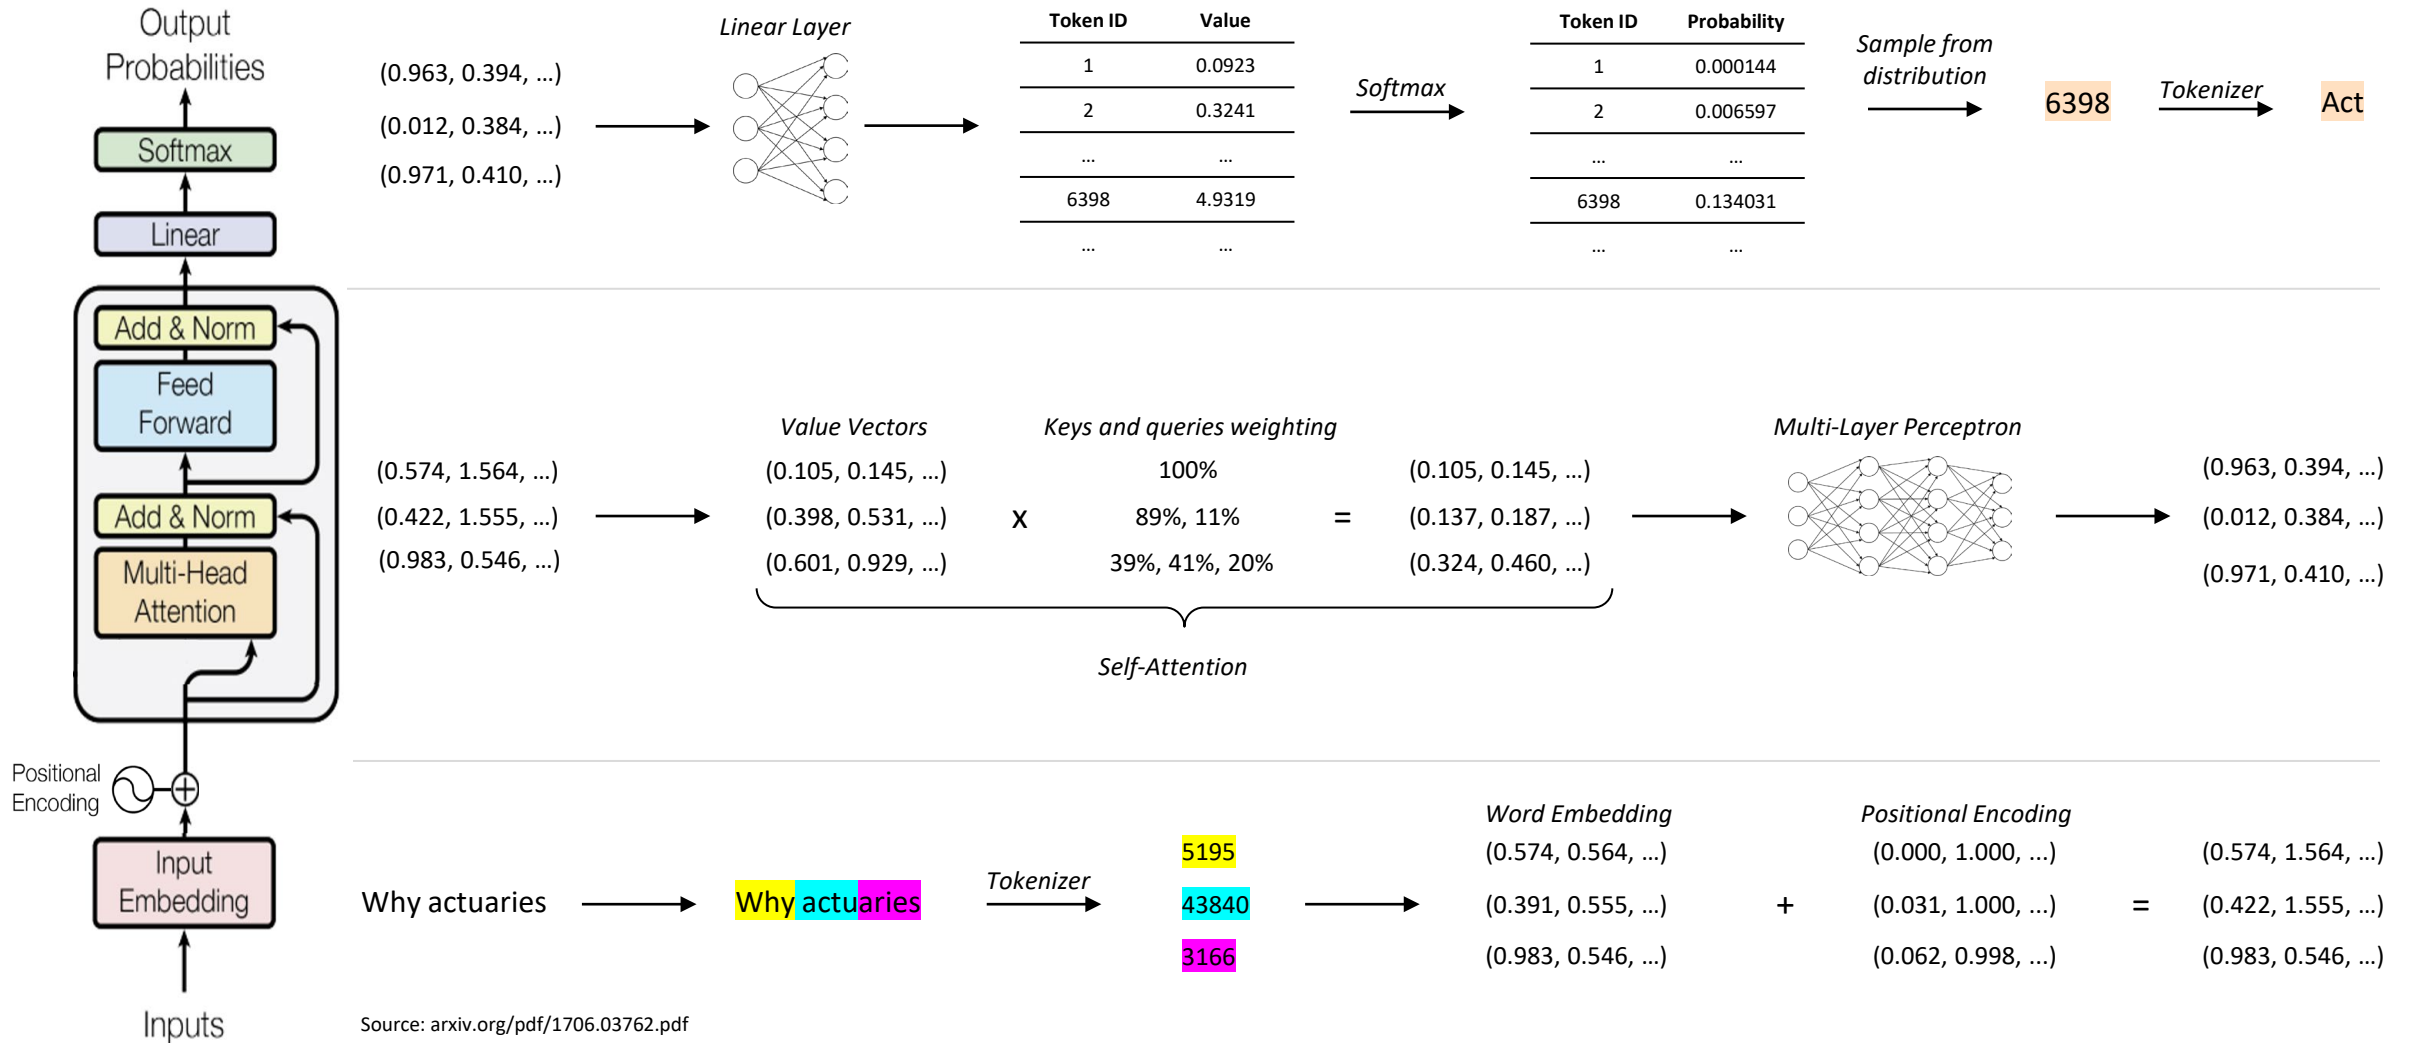 Output
Probabilities
Softmax
Linear
Add & Norm
Feed
Forward
Add & Norm
Multi-Head
Attention
Positional
Encoding
Input
Embedding
Inputs
(0.963, 0.394, …)
(0.012, 0.384, …)
(0.971, 0.410, …)
Linear Layer
Token ID Value
1 0.0923
2 0.3241
… …
6398 4.9319
… …
Softmax
Token ID Probability
1 0.000144
2 0.006597
… …
6398 0.134031
… …
Sample from
distribution
6398
Tokenizer
Act
(0.574, 1.564, …)
(0.422, 1.555, …)
(0.983, 0.546, …)
Value Vectors
(0.105, 0.145, …)
(0.398, 0.531, …)
(0.601, 0.929, …)
x
Keys and queries weighting
100%
89%, 11%
39%, 41%, 20%
=
(0.105, 0.145, …)
(0.137, 0.187, …)
(0.324, 0.460, …)
Self-Attention
Multi-Layer Perceptron
(0.963, 0.394, …)
(0.012, 0.384, …)
(0.971, 0.410, …)
Why actuaries
Why actuaries
Tokenizer
5195
43840
3166
Word Embedding
(0.574, 0.564, …)
(0.391, 0.555, …)
(0.983, 0.546, …)
+
Positional Encoding
(0.000, 1.000, ...)
(0.031, 1.000, ...)
(0.062, 0.998, ...)
=
(0.574, 1.564, …)
(0.422, 1.555, …)
(0.983, 0.546, …)
Source: arxiv.org/pdf/1706.03762.pdf